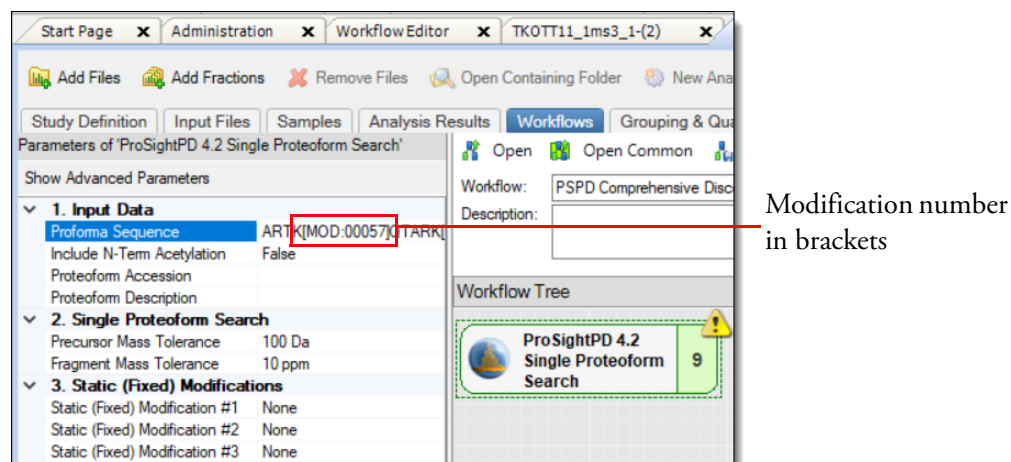 Start Page x Administration x Workflow Editor x TKOTT11_1ms3_1-(2) x
Add Files Add Fractions Remove Files Open Containing Folder New Ana
Study Definition Input Files Samples Analysis Results Workflows Grouping & Qua
Parameters of 'ProSightPD 4.2 Single Proteoform Search'
Show Advanced Parameters
1. Input Data
Proforma Sequence ARTK[MOD:00057]QTARK[
Include N-Term Acetylation False
Proteoform Accession
Proteoform Description
2. Single Proteoform Search
Precursor Mass Tolerance 100 Da
Fragment Mass Tolerance 10 ppm
3. Static (Fixed) Modifications
Static (Fixed) Modification #1 None
Static (Fixed) Modification #2 None
Static (Fixed) Modification #3 None
Open Open Common
Workflow: PSPD Comprehensive Disc
Description:
Workflow Tree
ProSightPD 4.2
Single Proteoform
Search
9
Modification number
in brackets